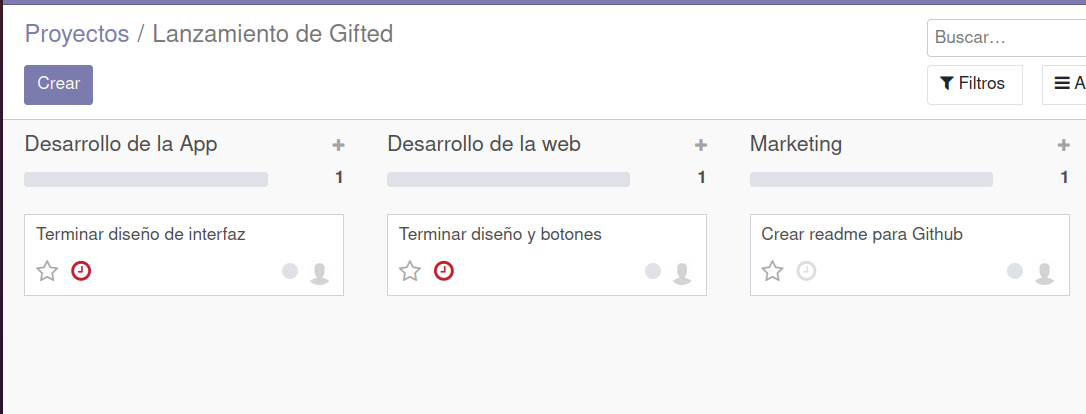 Proyectos / Lanzamiento de Gifted
Buscar...
Crear
Filtros
A
Desarrollo de la App
1
Desarrollo de la web
1
Marketing
1
Terminar diseño de interfaz
Terminar diseño y botones
Crear readme para Github